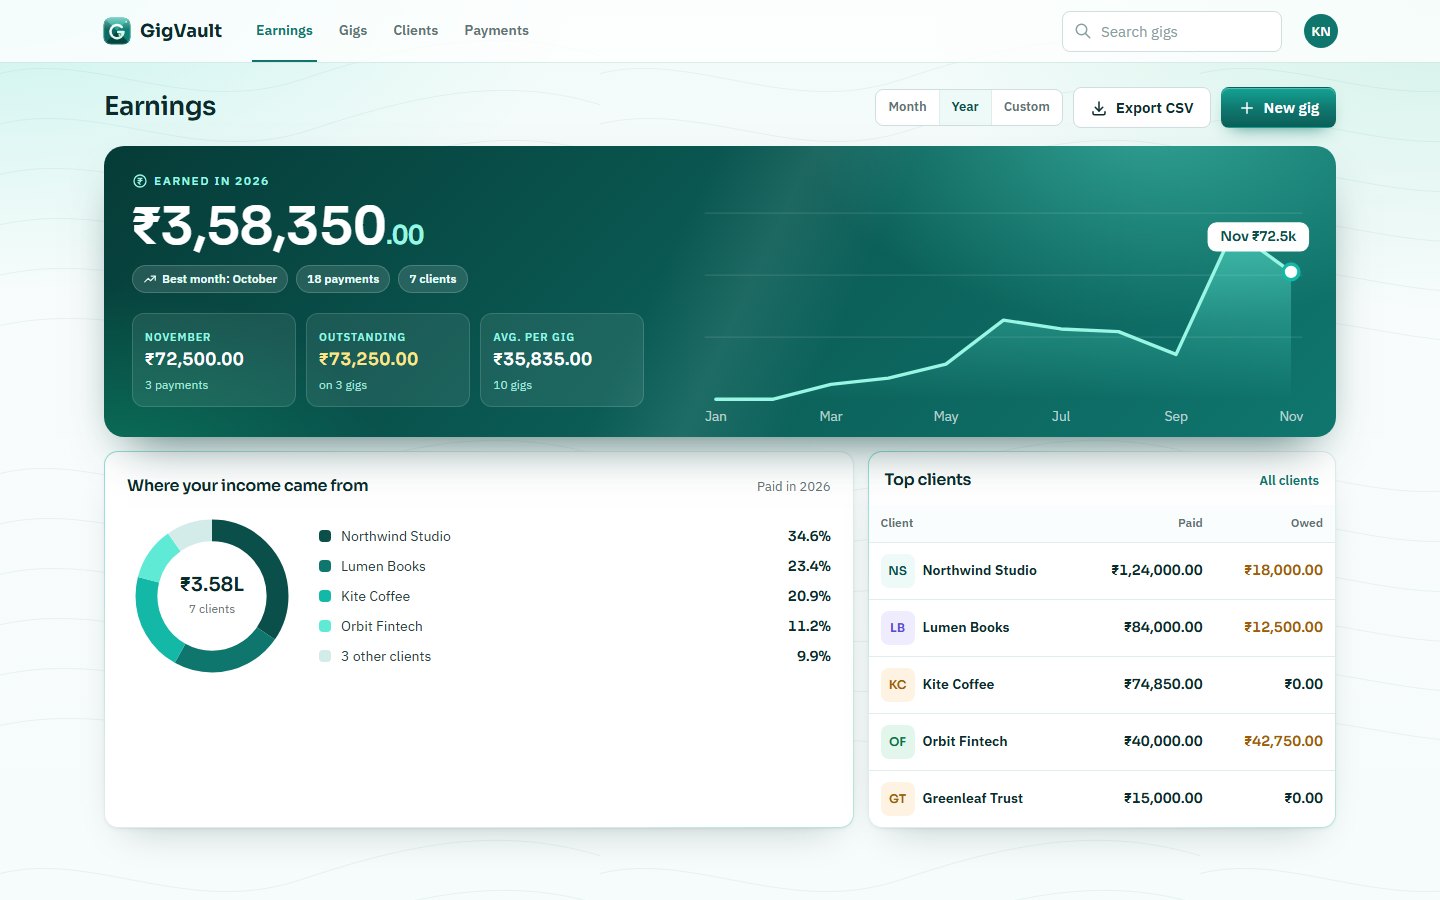 GigVault
Earnings Gigs Clients Payments
Search gigs
KN
Earnings
Month Year Custom
Export CSV
New gig
EARNED IN 2026
₹3,58,350.00
Best month: October 18 payments 7 clients
NOVEMBER
₹72,500.00
3 payments
OUTSTANDING
₹73,250.00
on 3 gigs
AVG. PER GIG
₹35,835.00
10 gigs
Nov ₹72.5k
Jan Mar May Jul Sep Nov
Where your income came from Paid in 2026
₹3.58L
7 clients
Northwind Studio 34.6%
Lumen Books 23.4%
Kite Coffee 20.9%
Orbit Fintech 11.2%
3 other clients 9.9%
Top clients All clients
Client Paid Owed
NS Northwind Studio ₹1,24,000.00 ₹18,000.00
LB Lumen Books ₹84,000.00 ₹12,500.00
KC Kite Coffee ₹74,850.00 ₹0.00
OF Orbit Fintech ₹40,000.00 ₹42,750.00
GT Greenleaf Trust ₹15,000.00 ₹0.00